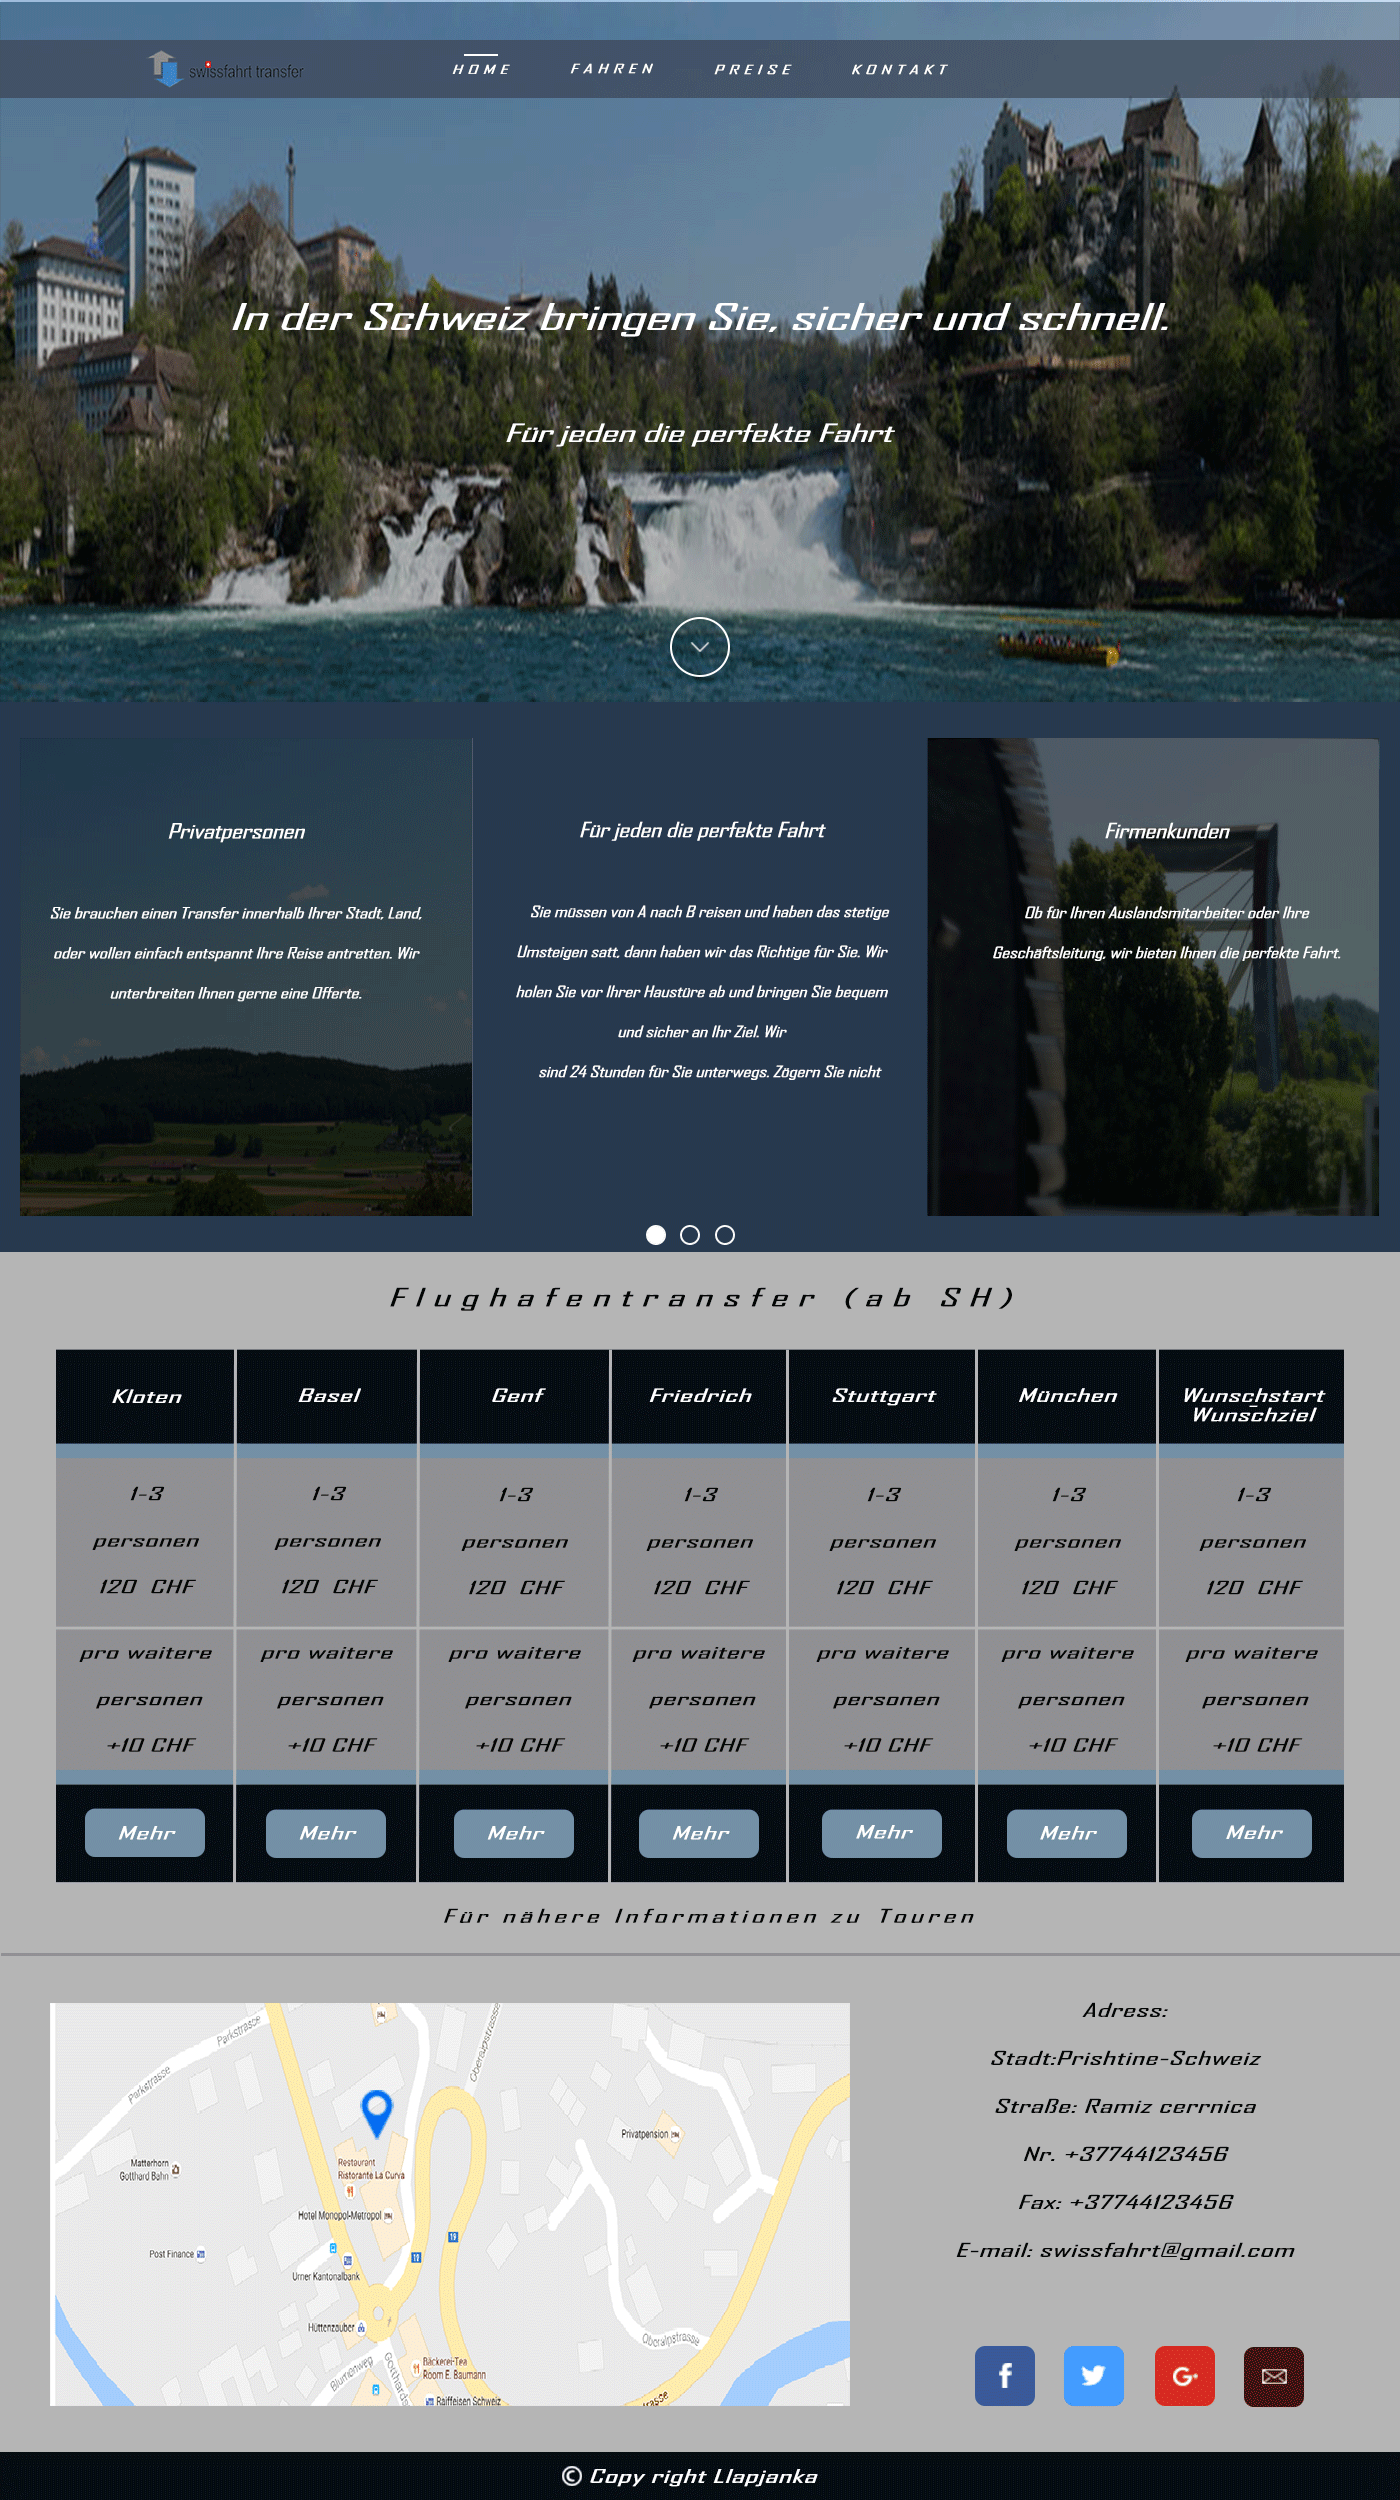 swissfahrt transfer
HOME FAHREN PREISE KONTAKT
In der Schweiz bringen Sie, sicher und schnell.
Für jeden die perfekte Fahrt
Privatpersonen
Sie brauchen einen Transfer innerhalb Ihrer Stadt, Land,
oder wollen einfach entspannt Ihre Reise antretten. Wir
unterbreiten Ihnen gerne eine Offerte.
Für jeden die perfekte Fahrt
Sie müssen von A nach B reisen und haben das stetige
Umsteigen satt, dann haben wir das Richtige für Sie. Wir
holen Sie vor Ihrer Haustüre ab und bringen Sie bequem
und sicher an Ihr Ziel. Wir
sind 24 Stunden für Sie unterwegs. Zögern Sie nicht
Firmenkunden
Ob für Ihren Auslandsmitarbeiter oder Ihre
Geschäftsleitung, wir bieten Ihnen die perfekte Fahrt.
Flughafentransfer (ab SH)
Kloten Basel Genf Friedrich Stuttgart München Wunschstart
–
Wunschziel
1-3 1-3 1-3 1-3 1-3 1-3 1-3
personen personen personen personen personen personen personen
120 CHF 120 CHF 120 CHF 120 CHF 120 CHF 120 CHF 120 CHF
pro waitere pro waitere pro waitere pro waitere pro waitere pro waitere pro waitere
personen personen personen personen personen personen personen
+10 CHF +10 CHF +10 CHF +10 CHF +10 CHF +10 CHF +10 CHF
Mehr Mehr Mehr Mehr Mehr Mehr Mehr
Für nähere Informationen zu Touren
Parkstrasse
Parkstrasse
Oberalpstrasse
Matterhorn
Gotthard Bahn
Restaurant
Ristorante La Curva
Hotel Monopol-Metropol
Privatpension
Post Finance
19
18
Urner Kantonalbank
Hüttenzauber
Oberalpstrasse
Blumenweg
Gotthards
Bäckerei-Tea
Room E. Baumann
Raiffeisen Schweiz
rasse
Adress:
Stadt:Prishtine-Schweiz
Straße: Ramiz cerrnica
Nr. +37744123456
Fax: +37744123456
E-mail: swissfahrt@gmail.com
f
G+
© Copy right Llapjanka